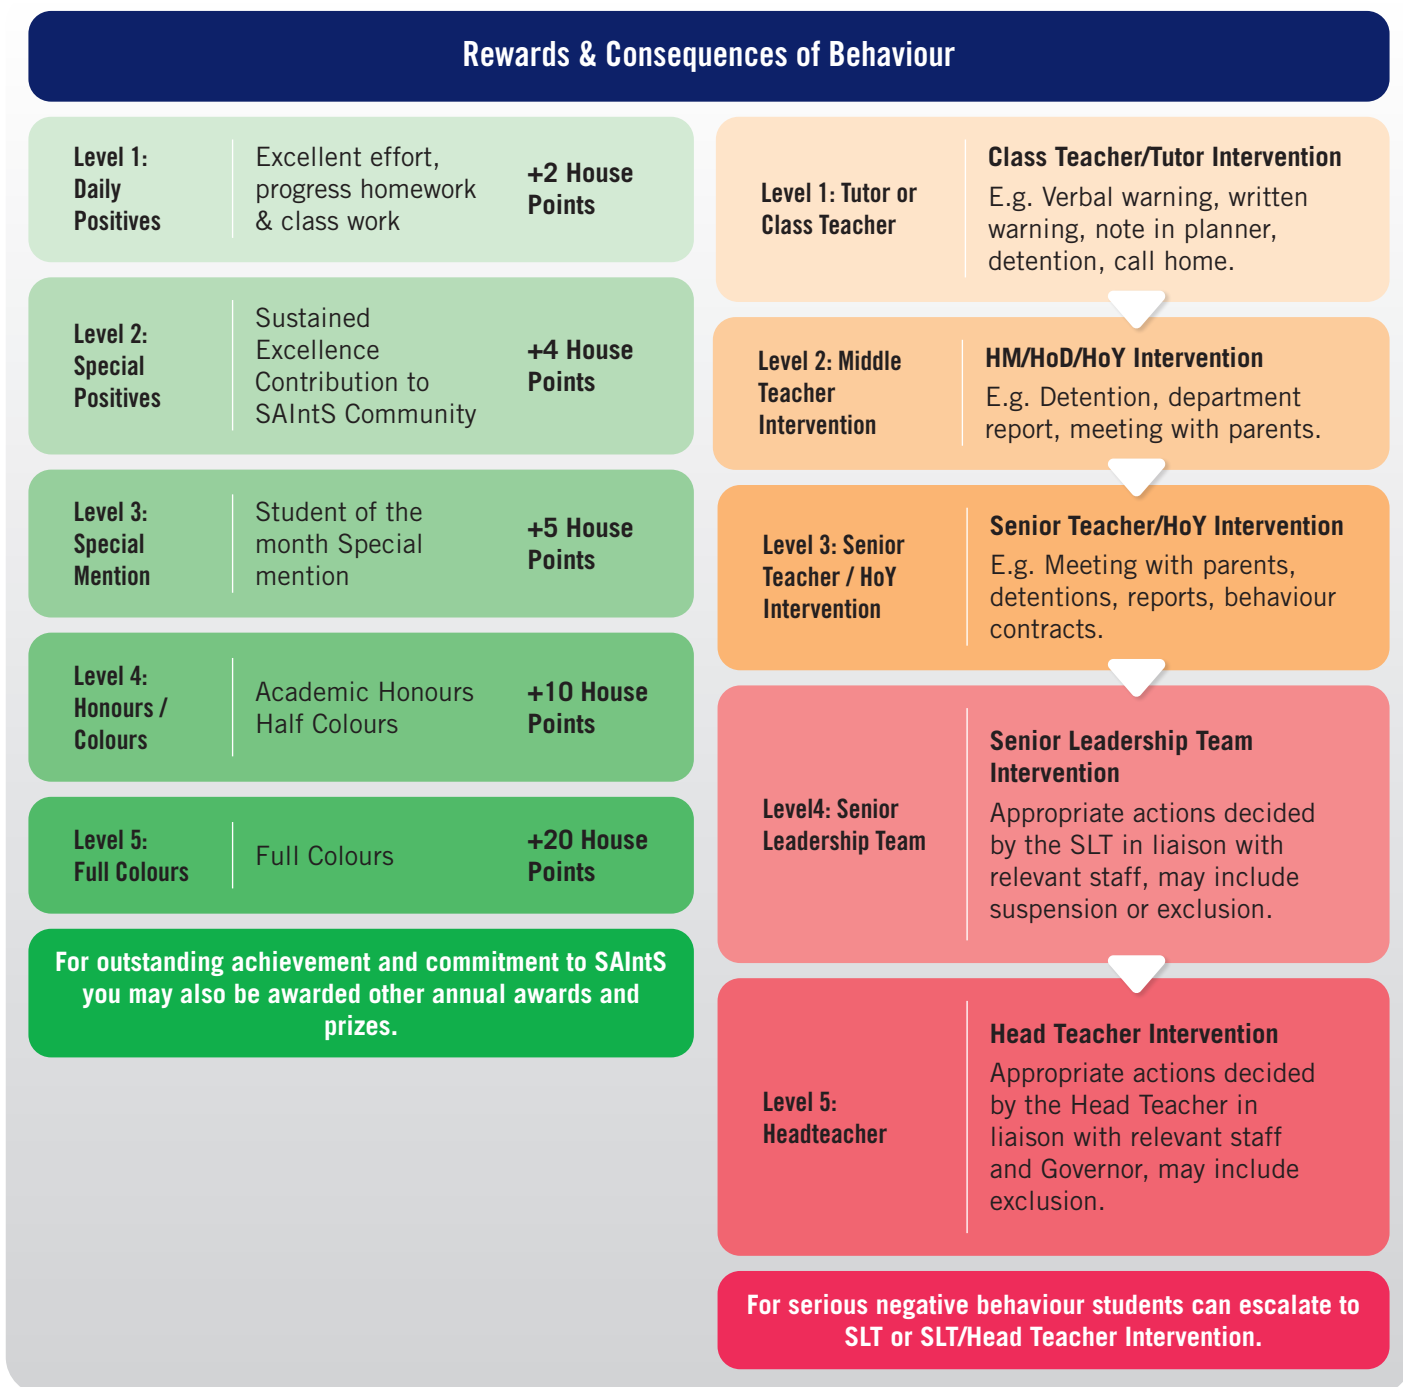 Rewards & Consequences of Behaviour
Level 1:
Daily
Positives
Excellent effort,
progress homework
& class work
+2 House
Points
Level 2:
Special
Positives
Sustained
Excellence
Contribution to
SAIntS Community
+4 House
Points
Level 3:
Special
Mention
Student of the
month Special
mention
+5 House
Points
Level 4:
Honours /
Colours
Academic Honours
Half Colours
+10 House
Points
Level 5:
Full Colours
Full Colours
+20 House
Points
For outstanding achievement and commitment to SAIntS
you may also be awarded other annual awards and
prizes.
Level 1: Tutor or
Class Teacher
Class Teacher/Tutor Intervention
E.g. Verbal warning, written
warning, note in planner,
detention, call home.
Level 2: Middle
Teacher
Intervention
HM/HoD/HoY Intervention
E.g. Detention, department
report, meeting with parents.
Level 3: Senior
Teacher / HoY
Intervention
Senior Teacher/HoY Intervention
E.g. Meeting with parents,
detentions, reports, behaviour
contracts.
Level4: Senior
Leadership Team
Senior Leadership Team
Intervention
Appropriate actions decided
by the SLT in liaison with
relevant staff, may include
suspension or exclusion.
Level 5:
Headteacher
Head Teacher Intervention
Appropriate actions decided
by the Head Teacher in
liaison with relevant staff
and Governor, may include
exclusion.
For serious negative behaviour students can escalate to
SLT or SLT/Head Teacher Intervention.